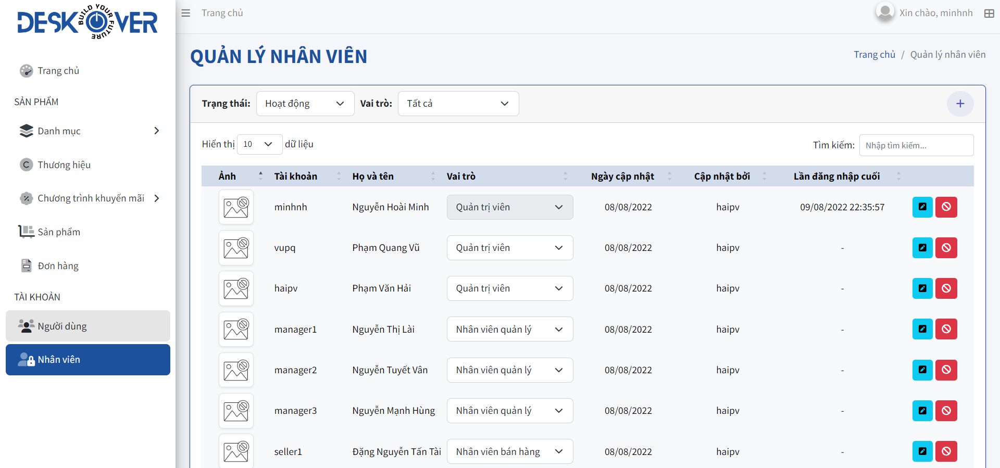 DESKOVER
BUILD YOUR FUTURE
Trang chủ
Xin chào, minhnh
Trang chủ
SẢN PHẨM
Danh mục
Thương hiệu
Chương trình khuyến mãi
Sản phẩm
Đơn hàng
TÀI KHOẢN
Người dùng
Nhân viên
QUẢN LÝ NHÂN VIÊN
Trang chủ / Quản lý nhân viên
Trạng thái: Hoạt động Vai trò: Tất cả +
Hiển thị 10 dữ liệu
Tìm kiếm: Nhập tìm kiếm...
Ảnh Tài khoản Họ và tên Vai trò Ngày cập nhật Cập nhật bởi Lần đăng nhập cuối
minhnh Nguyễn Hoài Minh Quản trị viên 08/08/2022 haipv 09/08/2022 22:35:57
vupq Phạm Quang Vũ Quản trị viên 08/08/2022 haipv -
haipv Phạm Văn Hải Quản trị viên 08/08/2022 haipv -
manager1 Nguyễn Thị Lài Nhân viên quản lý 08/08/2022 haipv -
manager2 Nguyễn Tuyết Vân Nhân viên quản lý 08/08/2022 haipv -
manager3 Nguyễn Mạnh Hùng Nhân viên quản lý 08/08/2022 haipv -
seller1 Đặng Nguyễn Tấn Tài Nhân viên bán hàng 08/08/2022 haipv -